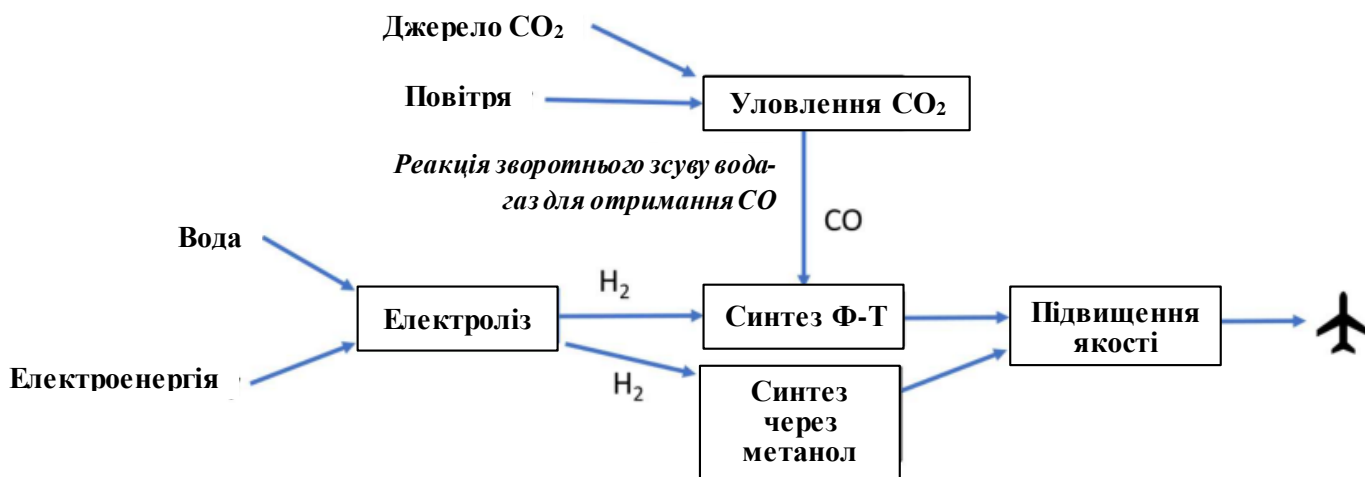 Джерело CO₂
Повітря
Уловлення CO₂
Реакція зворотнього зсуву вода-
газ для отримання СО
CO
Вода
H₂
Електроліз
Синтез Ф-Т
Підвищення
якості
Електроенергія
H₂
Синтез
через
метанол